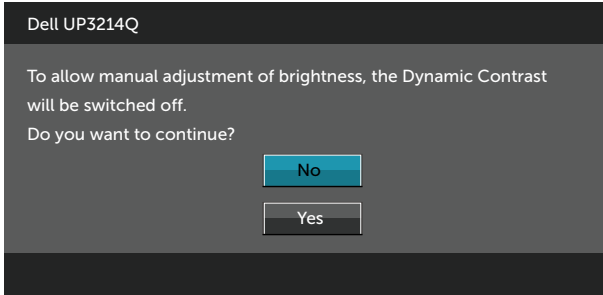 Dell UP3214Q
To allow manual adjustment of brightness, the Dynamic Contrast
will be switched off.
Do you want to continue?
No
Yes